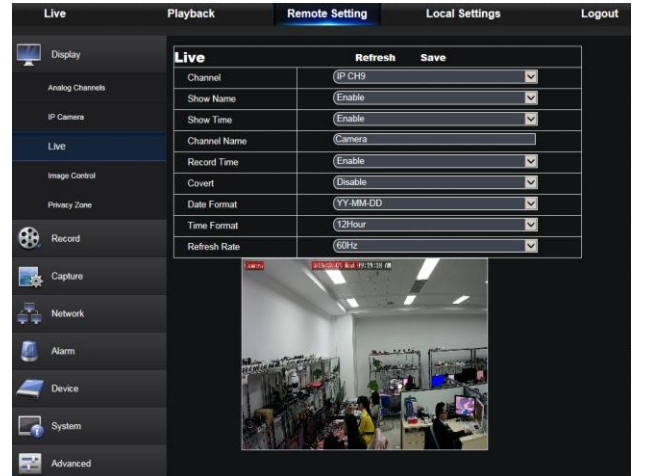 Live Playback Remote Setting Local Settings Logout
Display
Analog Channels
IP Camera
Live
Image Control
Privacy Zone
Record
Capture
Network
Alarm
Device
System
Advanced
Live Refresh Save
Channel IP CH9
Show Name Enable
Show Time Enable
Channel Name Camera
Record Time Enable
Covert Disable
Date Format YY-MM-DD
Time Format 12Hour
Refresh Rate 60Hz
Camera